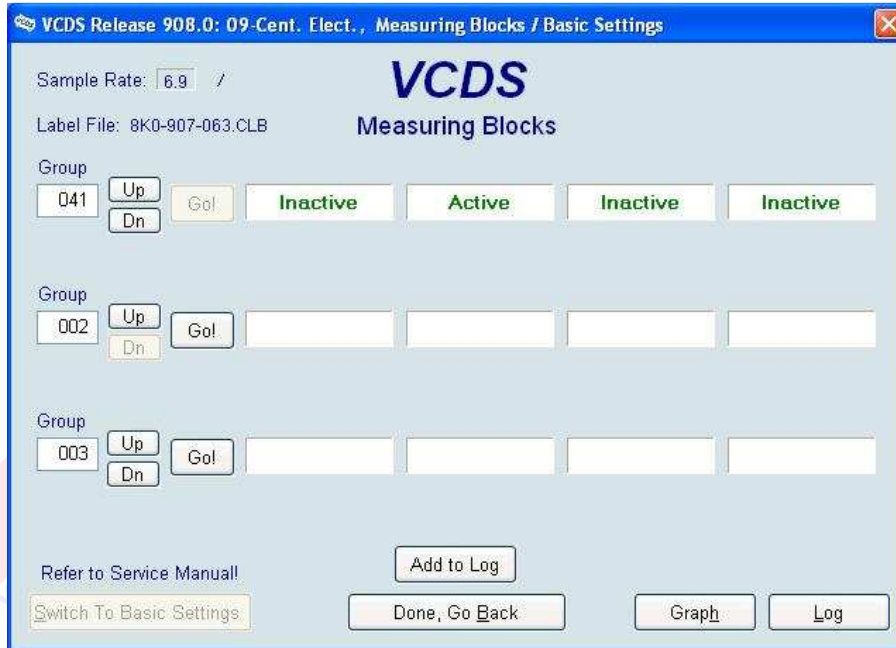 VCDS Release 908.0: 09-Cent. Elect., Measuring Blocks / Basic Settings
Sample Rate: 6.9 /
VCDS
Label File: 8K0-907-063.CLB
Measuring Blocks
Group
041 Up Dn Go! Inactive Active Inactive Inactive
Group
002 Up Dn Go!
Group
003 Up Dn Go!
Refer to Service Manual!
Add to Log
Switch To Basic Settings Done, Go Back Graph Log